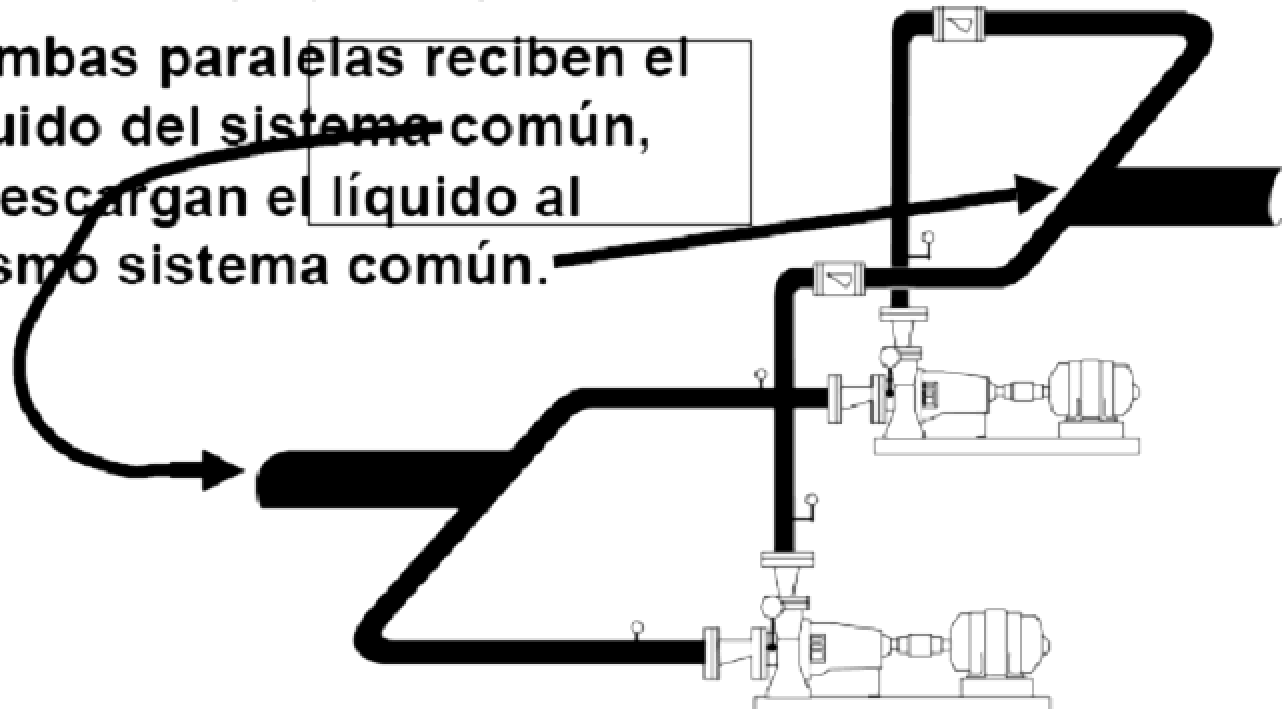 mbas paralelas reciben el
uido del sistema común,
escargan el líquido al
smo sistema común.